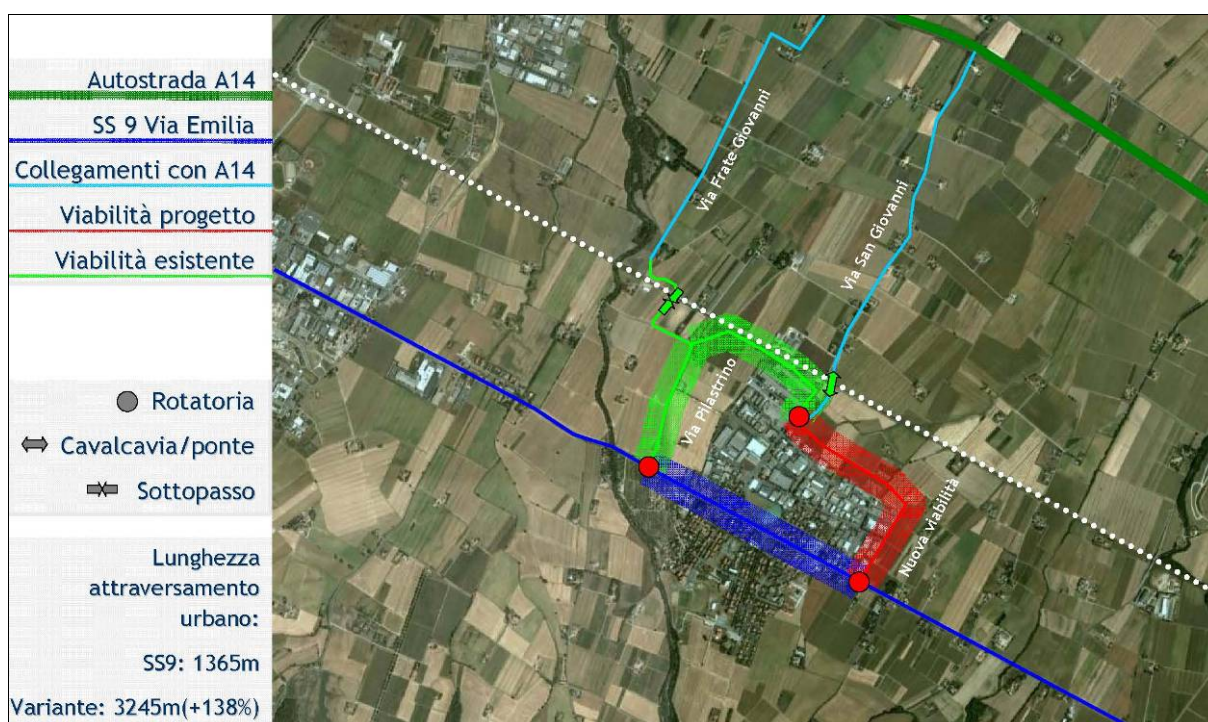 Autostrada A14
SS 9 Via Emilia
Collegamenti con A14
Viabilità progetto
Viabilità esistente
Rotatoria
Cavalcavia/ponte
Sottopasso
Lunghezza
attraversamento
urbano:
SS9: 1365m
Variante: 3245m(+138%)
Via Frate Giovanni
Via San Giovanni
Via Pilastrino
Nuova viabilità